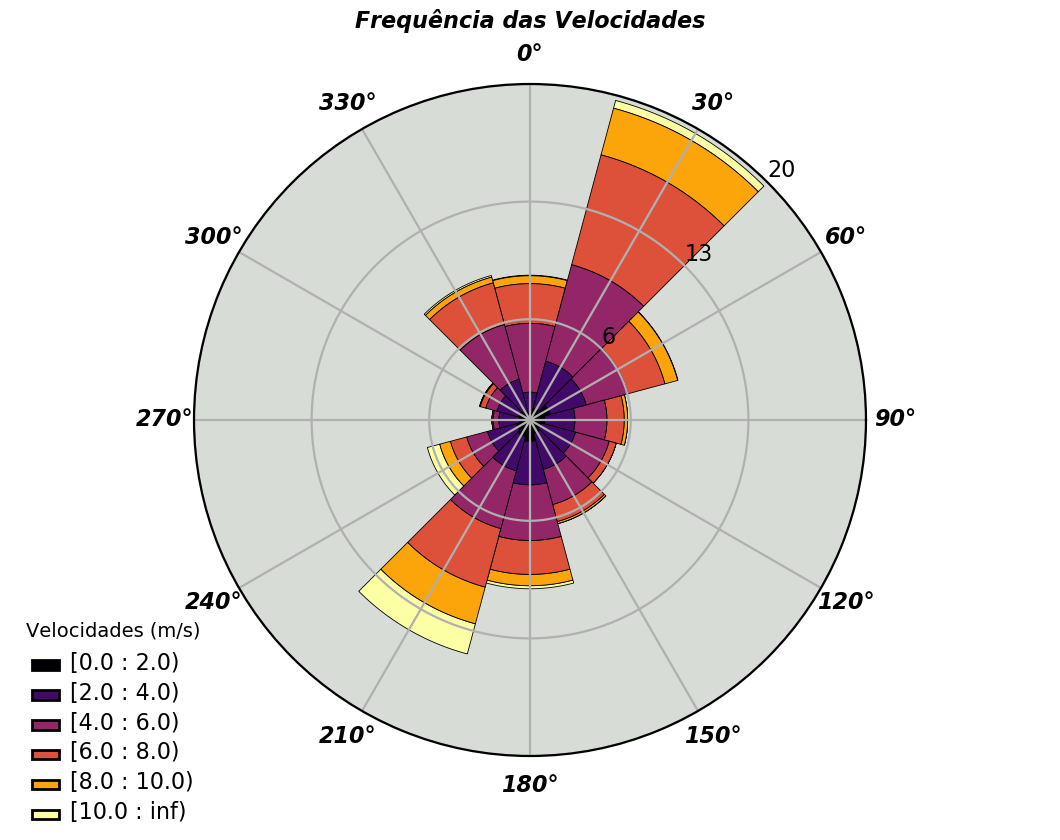 Frequência das Velocidades
0°
330°
30°
20
300°
60°
13
6
270°
90°
240°
120°
210°
150°
180°
Velocidades (m/s)
[0.0 : 2.0)
[2.0 : 4.0)
[4.0 : 6.0)
[6.0 : 8.0)
[8.0 : 10.0)
[10.0 : inf)